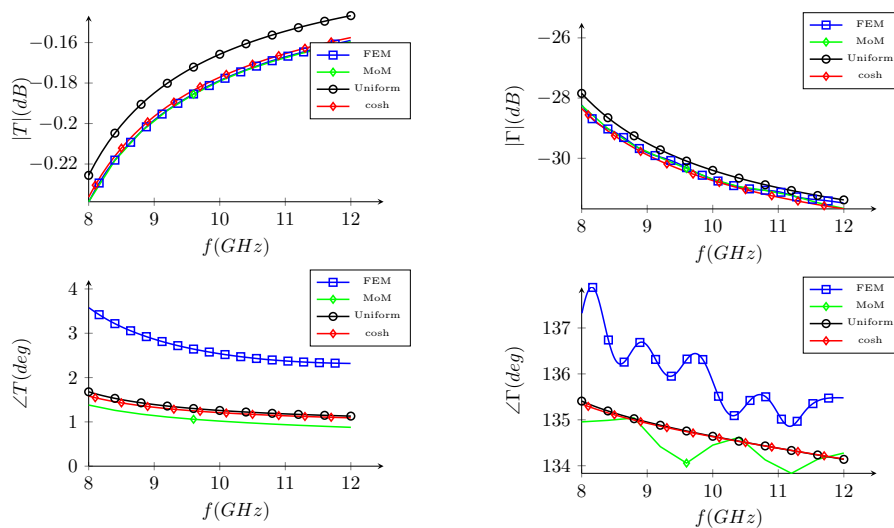 −0.16
−0.18
−0.2
−0.22
|T|(dB)
8
9
10
11
12
f(GHz)
FEM
MoM
Uniform
cosh
−26
−28
−30
|Γ|(dB)
8
9
10
11
12
f(GHz)
FEM
MoM
Uniform
cosh
4
3
2
1
0
∠T(deg)
8
9
10
11
12
f(GHz)
FEM
MoM
Uniform
cosh
137
136
135
134
∠Γ(deg)
8
9
10
11
12
f(GHz)
FEM
MoM
Uniform
cosh